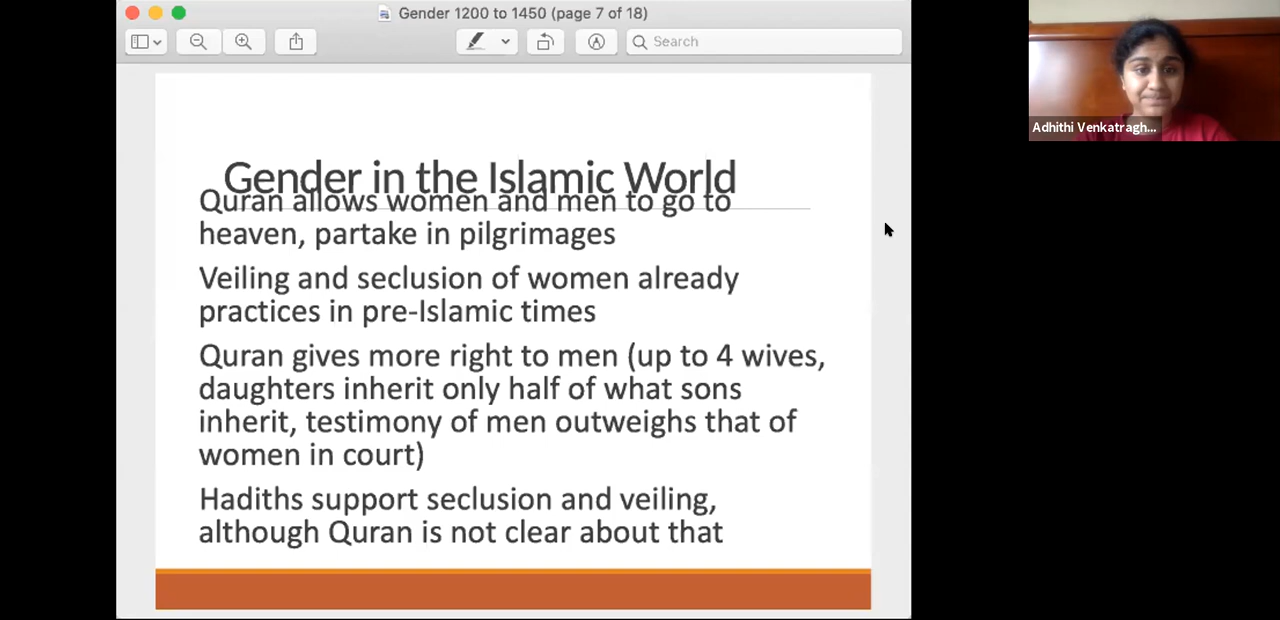 Gender 1200 to 1450 (page 7 of 18)
Search
Gender in the Islamic World
Quran allows women and men to go to
heaven, partake in pilgrimages
Veiling and seclusion of women already
practices in pre-Islamic times
Quran gives more right to men (up to 4 wives,
daughters inherit only half of what sons
inherit, testimony of men outweighs that of
women in court)
Hadiths support seclusion and veiling,
although Quran is not clear about that
Adhithi Venkatragh...